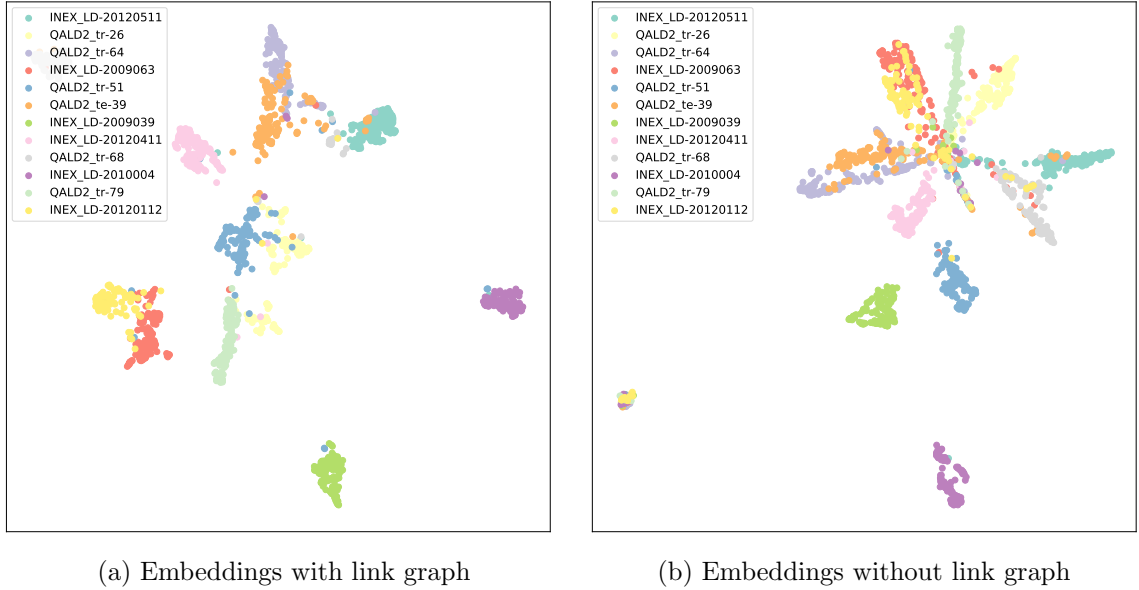 INEX_LD-20120511
QALD2_tr-26
QALD2_tr-64
INEX_LD-2009063
QALD2_tr-51
QALD2_te-39
INEX_LD-2009039
INEX_LD-20120411
QALD2_tr-68
INEX_LD-2010004
QALD2_tr-79
INEX_LD-20120112
INEX_LD-20120511
QALD2_tr-26
QALD2_tr-64
INEX_LD-2009063
QALD2_tr-51
QALD2_te-39
INEX_LD-2009039
INEX_LD-20120411
QALD2_tr-68
INEX_LD-2010004
QALD2_tr-79
INEX_LD-20120112
(a) Embeddings with link graph
(b) Embeddings without link graph